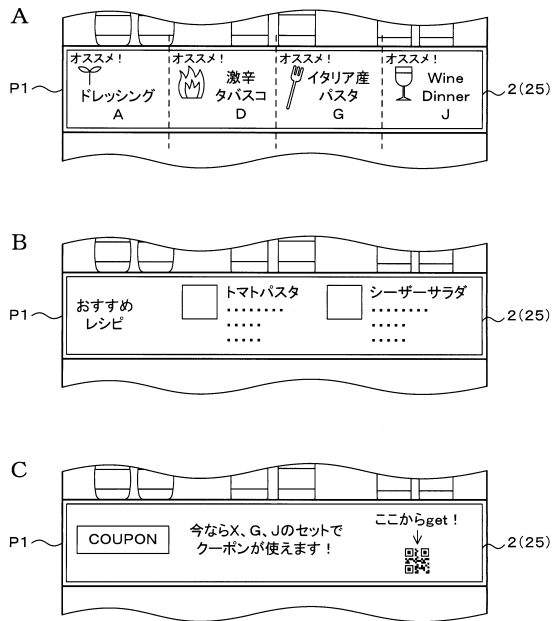 A
オススメ！ オススメ！ オススメ！ オススメ！
ドレッシング
A
激辛
タバスコ
D
イタリア産
パスタ
G
Wine
Dinner
J
P1
2(25)
B
おすすめ
レシピ
トマトパスタ
シーザーサラダ
P1
2(25)
C
COUPON
今ならX、G、Jのセットで
クーポンが使えます！
ここからget！
P1
2(25)